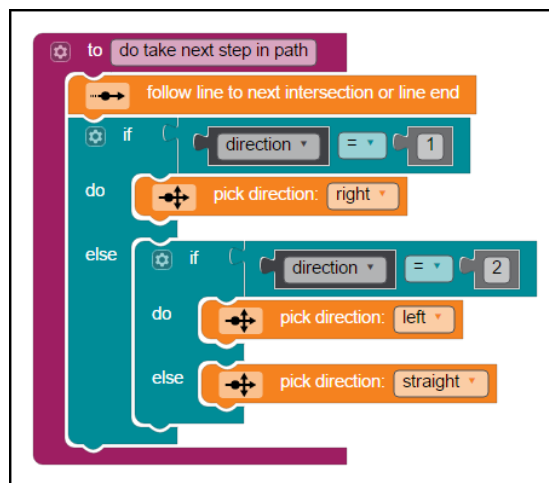 to do take next step in path
follow line to next intersection or line end
if direction = 1
do pick direction: right
else if direction = 2
do pick direction: left
else pick direction: straight